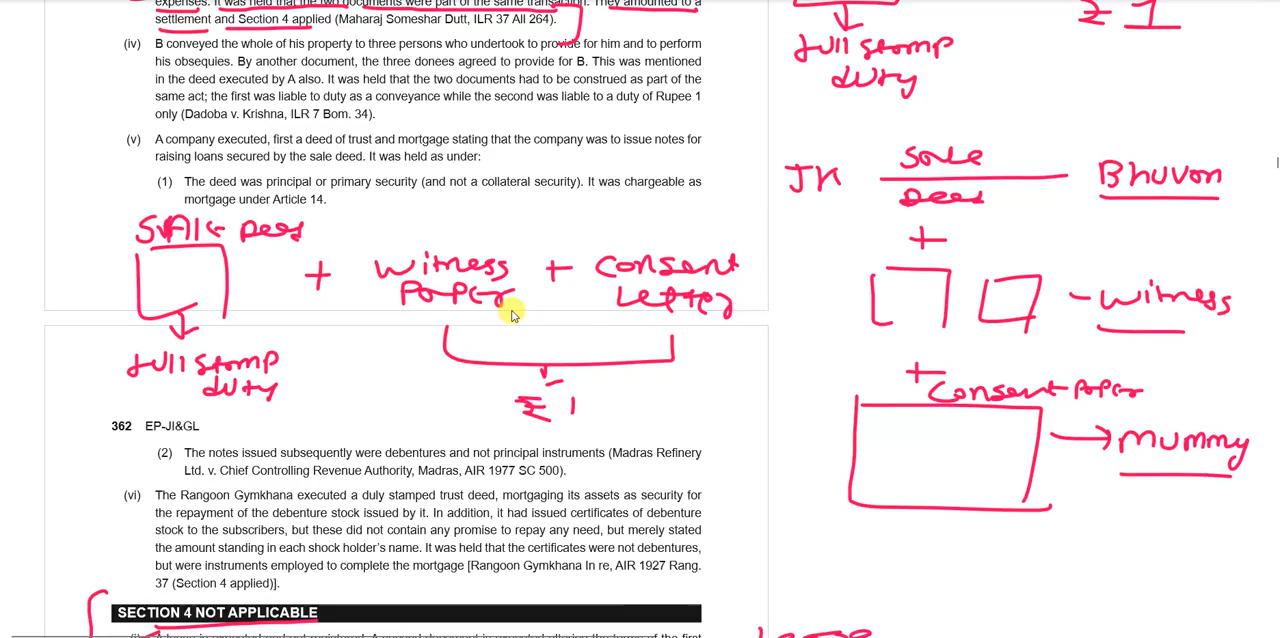 expenses. It was held that the two documents were part of the same transaction. They amounted to a
settlement and Section 4 applied (Maharaj Someshar Dutt, ILR 37 All 264).
(iv) B conveyed the whole of his property to three persons who undertook to provide for him and to perform
his obsequies. By another document, the three donees agreed to provide for B. This was mentioned
in the deed executed by A also. It was held that the two documents had to be construed as part of the
same act; the first was liable to duty as a conveyance while the second was liable to a duty of Rupee 1
only (Dadoba v. Krishna, ILR 7 Bom. 34).
(v) A company executed, first a deed of trust and mortgage stating that the company was to issue notes for
raising loans secured by the sale deed. It was held as under:
(1) The deed was principal or primary security (and not a collateral security). It was chargeable as
mortgage under Article 14.
SAle Deed
+ Witness Paper + Consent Letter
full stamp
duty
₹ 1
362 EP-JI&GL
(2) The notes issued subsequently were debentures and not principal instruments (Madras Refinery
Ltd. v. Chief Controlling Revenue Authority, Madras, AIR 1977 SC 500).
(vi) The Rangoon Gymkhana executed a duly stamped trust deed, mortgaging its assets as security for
the repayment of the debenture stock issued by it. In addition, it had issued certificates of debenture
stock to the subscribers, but these did not contain any promise to repay any need, but merely stated
the amount standing in each shock holder's name. It was held that the certificates were not debentures,
but were instruments employed to complete the mortgage [Rangoon Gymkhana In re, AIR 1927 Rang.
37 (Section 4 applied)].
SECTION 4 NOT APPLICABLE
full stamp
duty
₹ 1
JK Sale Deed Bhuvan
+
- Witness
+ Consent Paper
→ Mummy